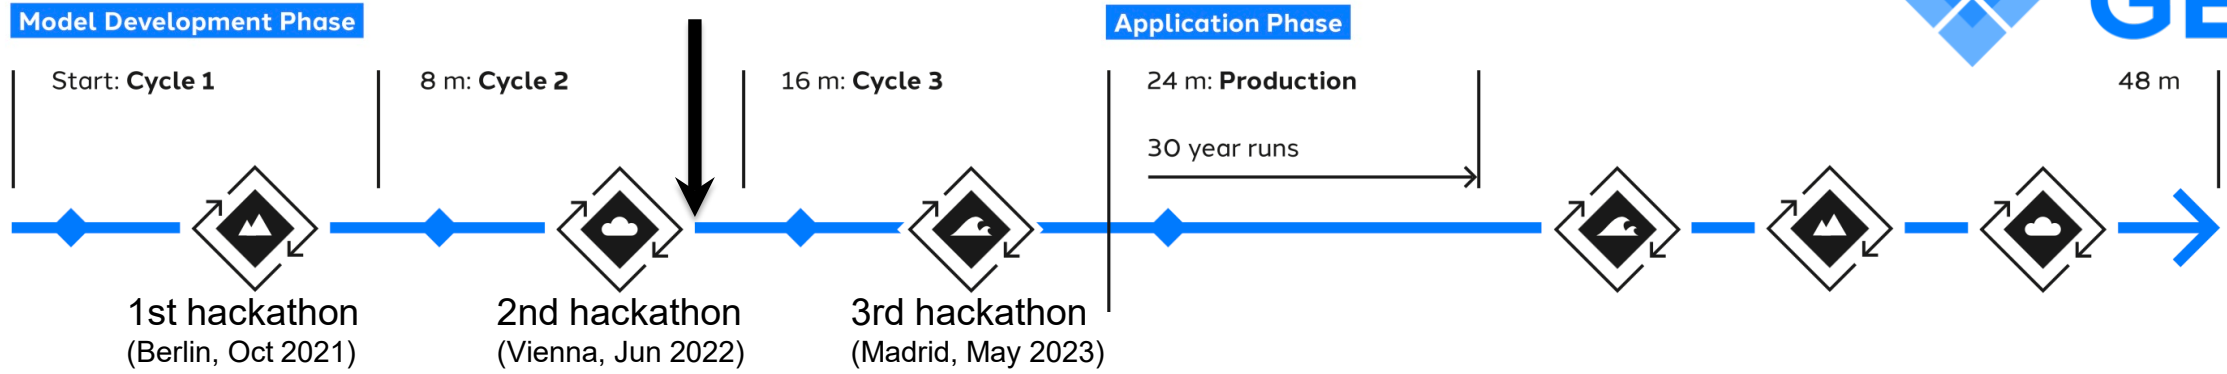 Model Development Phase
Application Phase
GE
Start: Cycle 1
8 m: Cycle 2
16 m: Cycle 3
24 m: Production
48 m
30 year runs
1st hackathon
(Berlin, Oct 2021)
2nd hackathon
(Vienna, Jun 2022)
3rd hackathon
(Madrid, May 2023)